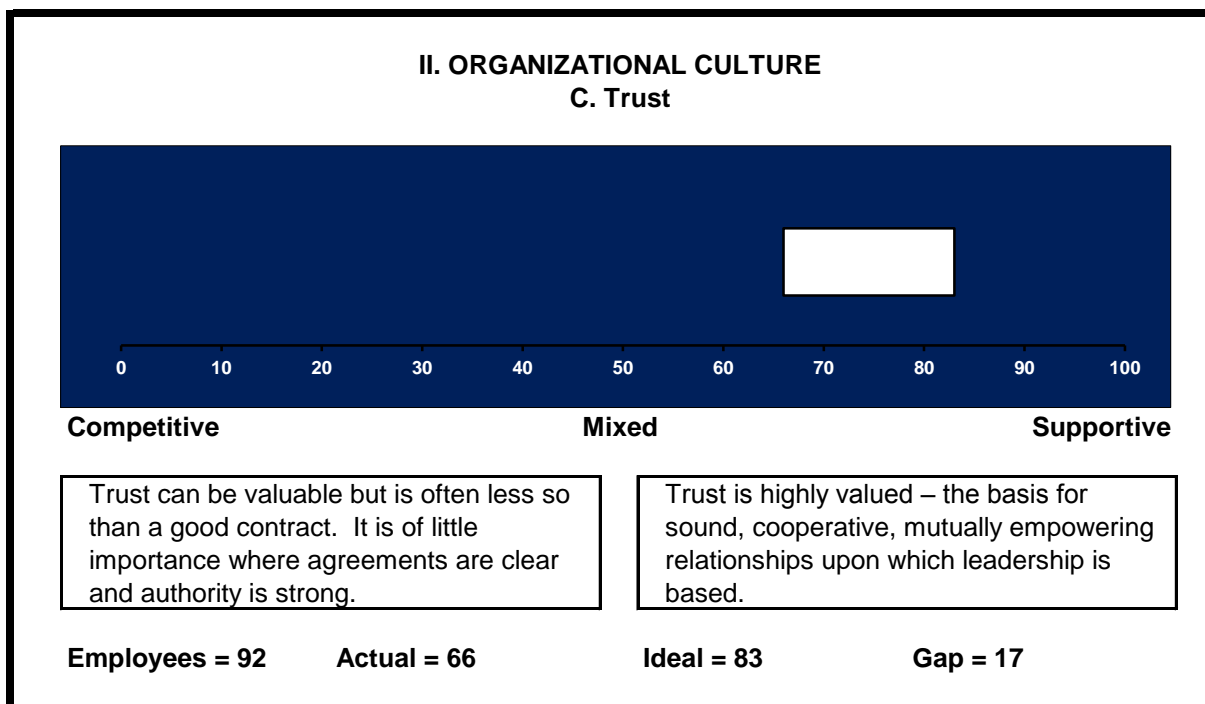 II. ORGANIZATIONAL CULTURE
C. Trust
0 10 20 30 40 50 60 70 80 90 100
Competitive Mixed Supportive
Trust can be valuable but is often less so
than a good contract.  It is of little
importance where agreements are clear
and authority is strong.
Trust is highly valued – the basis for
sound, cooperative, mutually empowering
relationships upon which leadership is
based.
Employees = 92 Actual = 66 Ideal = 83 Gap = 17